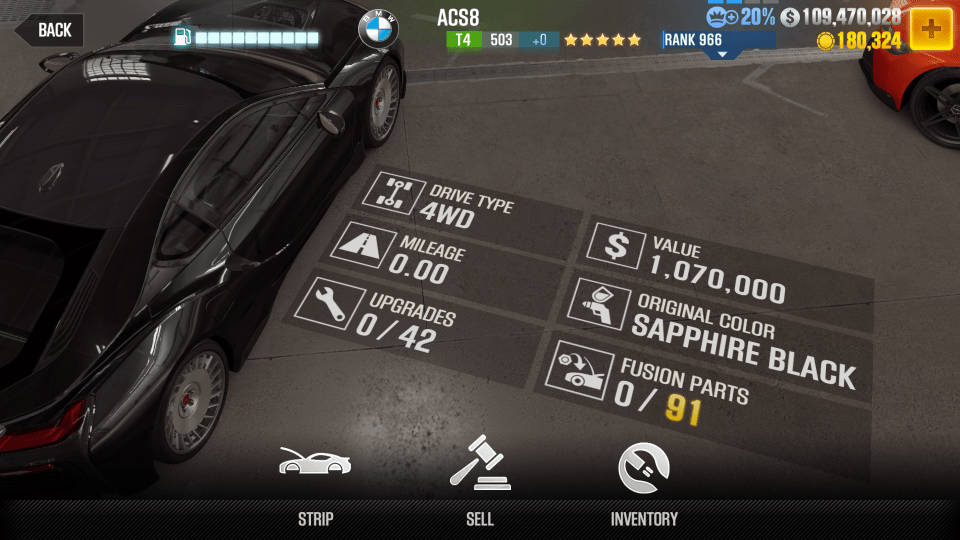 BACK
BMW
ACS8
T4 503 +0
RANK 966
20%
$ 109,470,028
180,324
DRIVE TYPE
4WD
MILEAGE
0.00
UPGRADES
0 / 42
$ VALUE
1,070,000
ORIGINAL COLOR
SAPPHIRE BLACK
FUSION PARTS
0 / 91
STRIP
SELL
INVENTORY